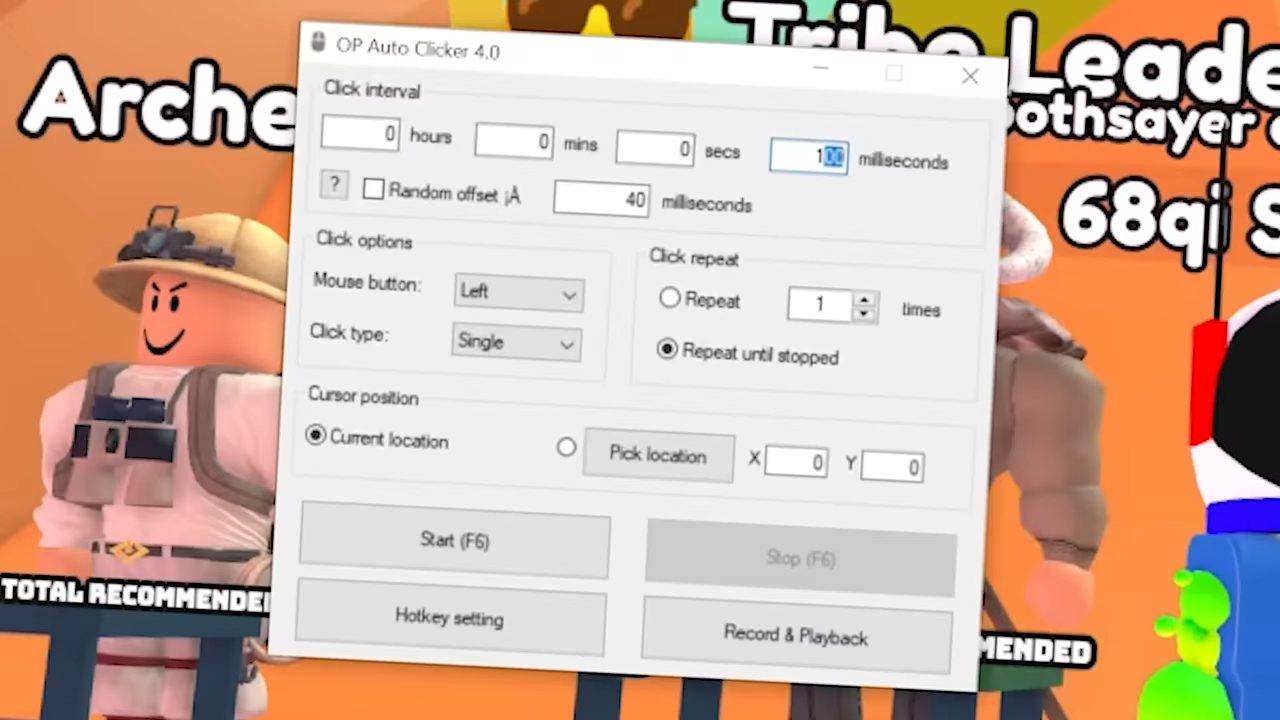 OP Auto Clicker 4.0
Tribe Leade
Arche
othsayer
68qi S
Click interval
0 hours 0 mins 0 secs 100 milliseconds
? Random offset ¡À 40 milliseconds
Click options
Mouse button: Left
Click type: Single
Click repeat
Repeat 1 times
Repeat until stopped
Cursor position
Current location Pick location X 0 Y 0
Start (F6) Stop (F6)
Hotkey setting Record & Playback
TOTAL RECOMMENDE
MENDED